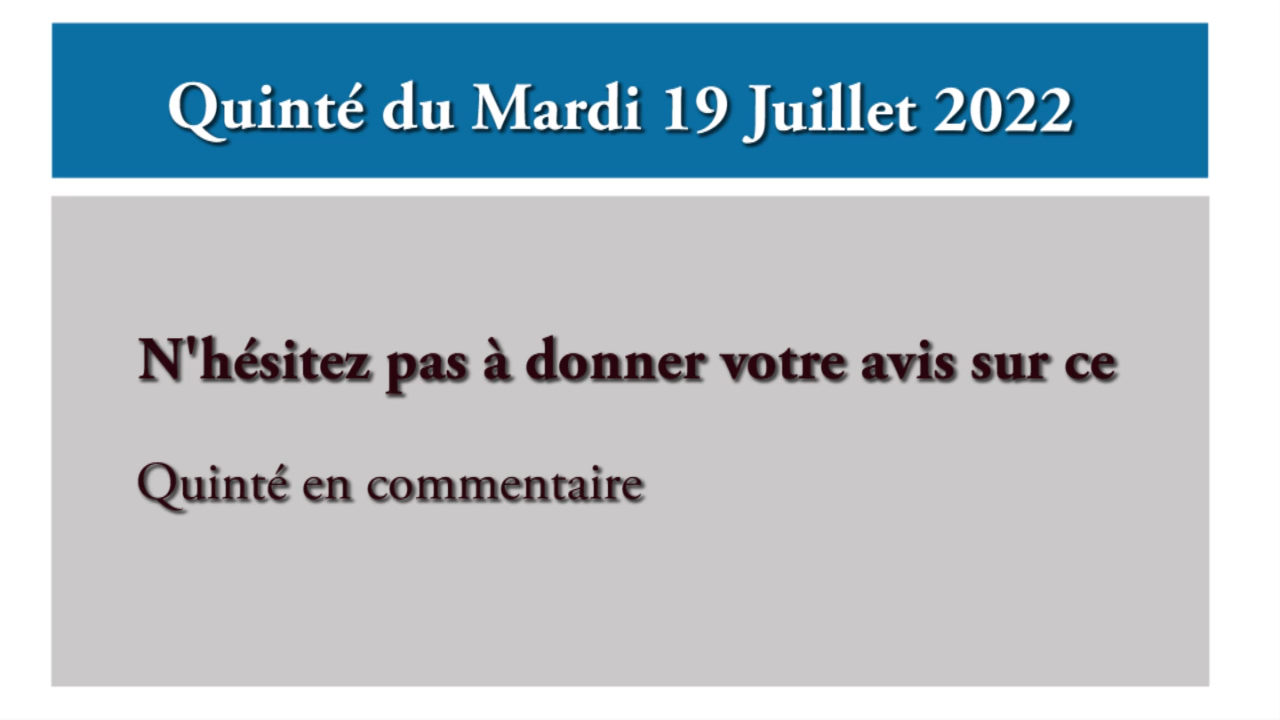 Quinté du Mardi 19 Juillet 2022
N'hésitez pas à donner votre avis sur ce
Quinté en commentaire